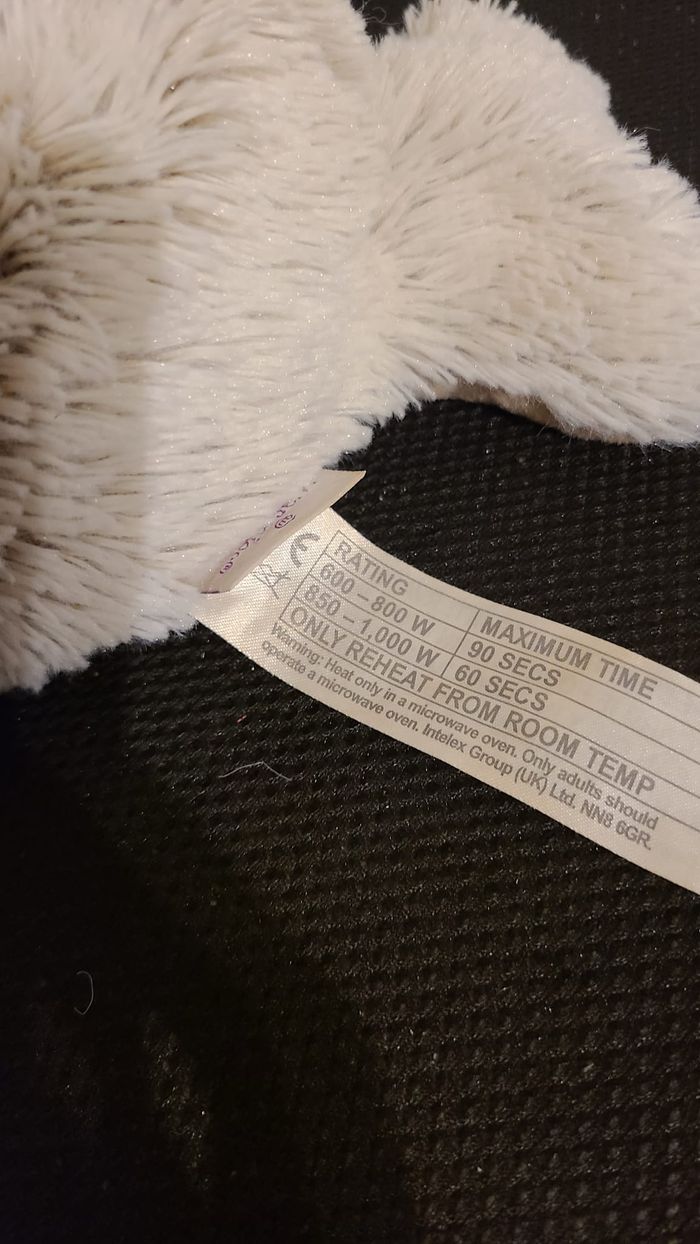 RATING MAXIMUM TIME
600 – 800 W 90 SECS
850 – 1,000 W 60 SECS
ONLY REHEAT FROM ROOM TEMP
Warning: Heat only in a microwave oven. Only adults should
operate a microwave oven. Intelex Group (UK) Ltd. NN8 6GR.